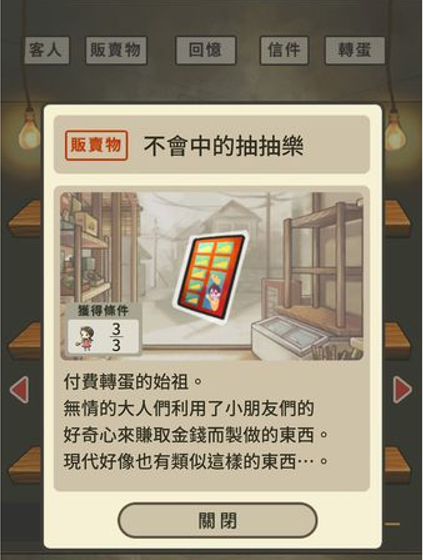 客人
販賣物
回憶
信件
轉蛋
販賣物
不會中的抽抽樂
獲得條件
3
3
付費轉蛋的始祖。
無情的大人們利用了小朋友們的
好奇心來賺取金錢而製做的東西。
現代好像也有類似這樣的東西…。
關閉